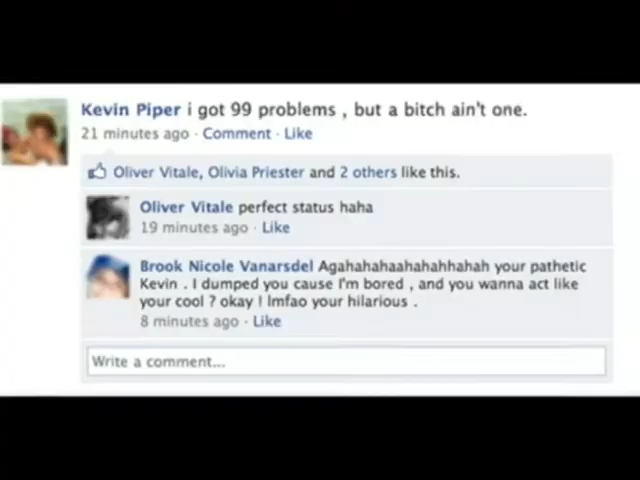 Kevin Piper i got 99 problems , but a bitch ain't one.
21 minutes ago · Comment · Like
Oliver Vitale, Olivia Priester and 2 others like this.
Oliver Vitale perfect status haha
19 minutes ago · Like
Brook Nicole Vanarsdel Agahahahaahahahhahah your pathetic
Kevin . I dumped you cause I'm bored , and you wanna act like
your cool ? okay ! lmfao your hilarious .
8 minutes ago · Like
Write a comment...